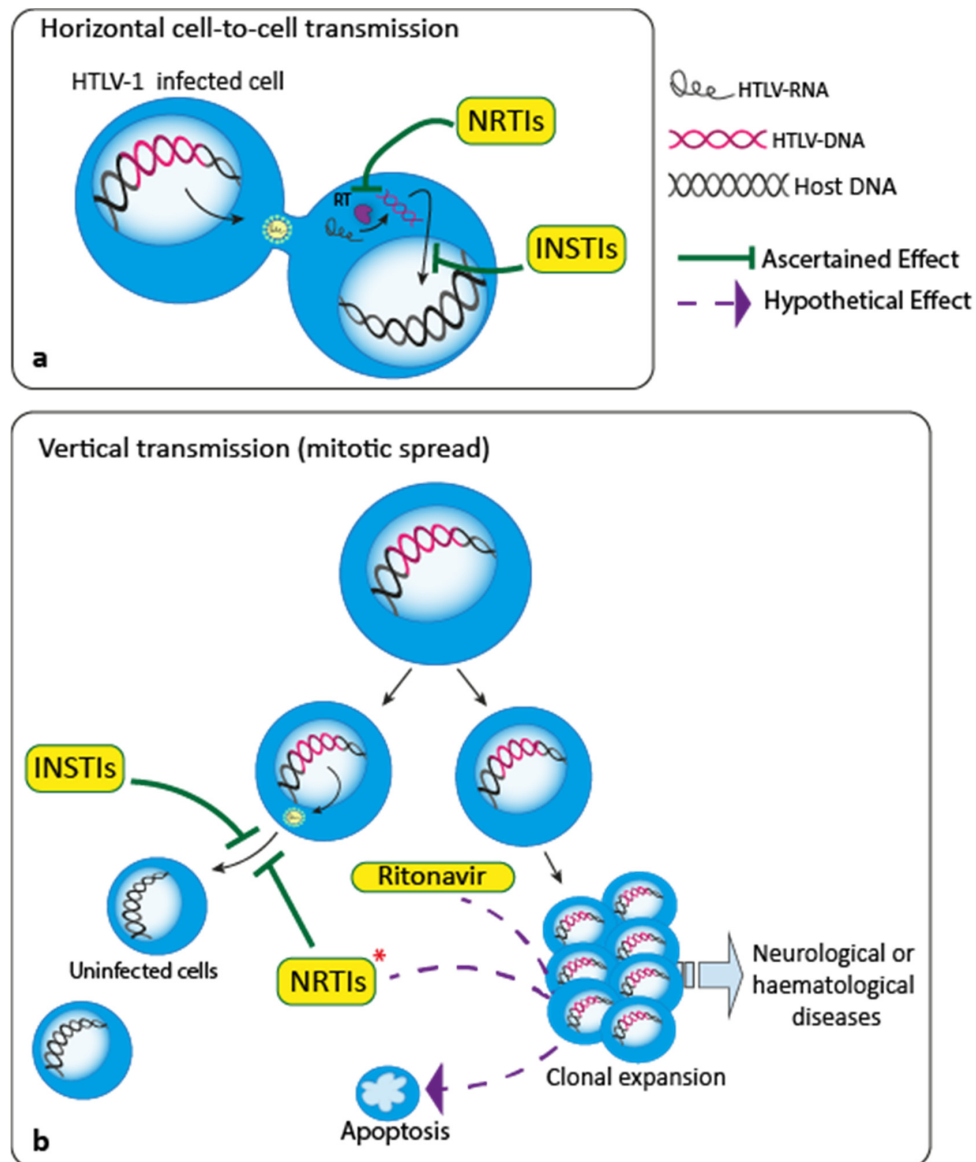 Horizontal cell-to-cell transmission
HTLV-1 infected cell
NRTIs
RT
INSTIs
a
HTLV-RNA
HTLV-DNA
Host DNA
Ascertained Effect
Hypothetical Effect
Vertical transmission (mitotic spread)
INSTIs
Ritonavir
Uninfected cells
NRTIs*
Neurological or
haematological
diseases
Clonal expansion
Apoptosis
b